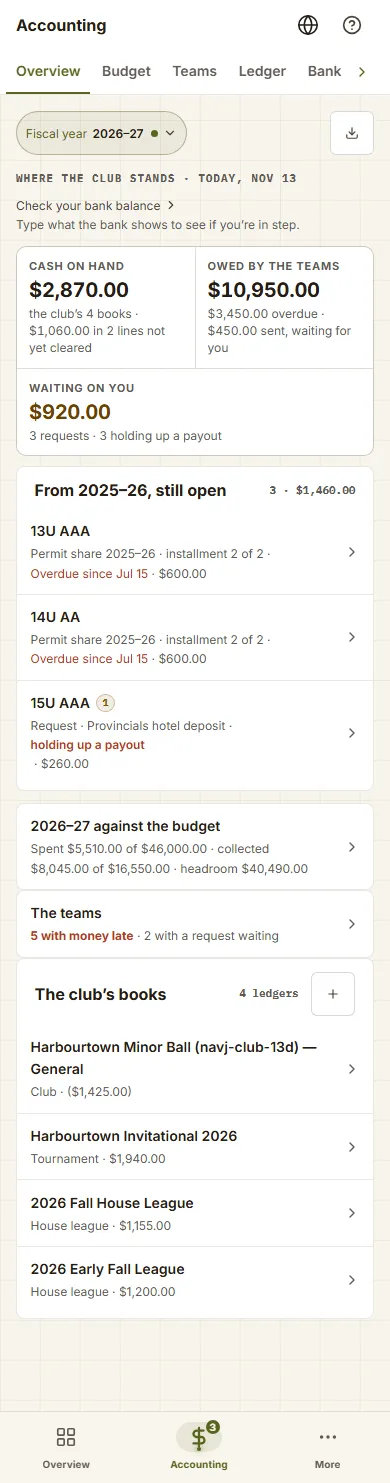 Accounting
Overview Budget Teams Ledger Bank
Fiscal year 2026–27
WHERE THE CLUB STANDS · TODAY, NOV 13
Check your bank balance
Type what the bank shows to see if you're in step.
CASH ON HAND
$2,870.00
the club's 4 books ·
$1,060.00 in 2 lines not
yet cleared
OWED BY THE TEAMS
$10,950.00
$3,450.00 overdue ·
$450.00 sent, waiting for
you
WAITING ON YOU
$920.00
3 requests · 3 holding up a payout
From 2025–26, still open 3 · $1,460.00
13U AAA
Permit share 2025–26 · installment 2 of 2 ·
Overdue since Jul 15 · $600.00
14U AA
Permit share 2025–26 · installment 2 of 2 ·
Overdue since Jul 15 · $600.00
15U AAA 1
Request · Provincials hotel deposit ·
holding up a payout
· $260.00
2026–27 against the budget
Spent $5,510.00 of $46,000.00 · collected
$8,045.00 of $16,550.00 · headroom $40,490.00
The teams
5 with money late · 2 with a request waiting
The club's books 4 ledgers +
Harbourtown Minor Ball (navj-club-13d) —
General
Club · ($1,425.00)
Harbourtown Invitational 2026
Tournament · $1,940.00
2026 Fall House League
House league · $1,155.00
2026 Early Fall League
House league · $1,200.00
3
Overview Accounting More